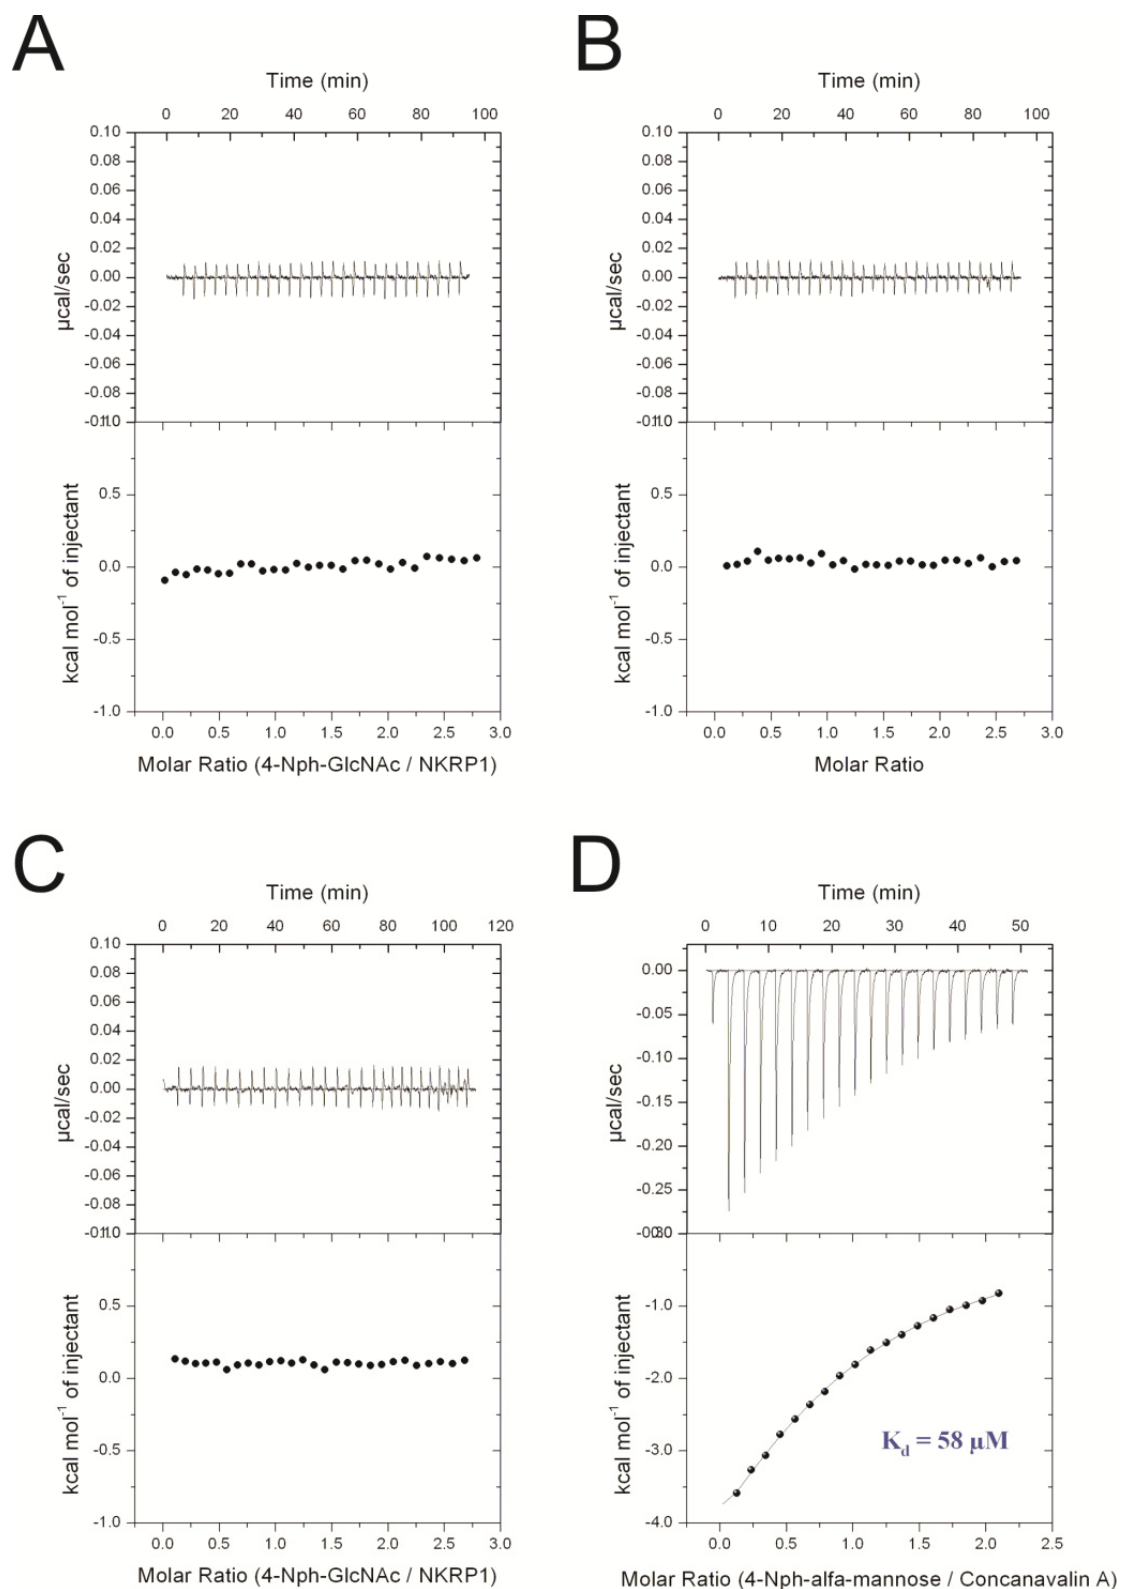 A
Time (min)
0 20 40 60 80 100
0.10
0.08
0.06
0.04
0.02
0.00
-0.02
-0.04
-0.06
-0.08
µcal/sec
0.5
0.0
-0.5
-1.0
kcal mol⁻¹ of injectant
0.0 0.5 1.0 1.5 2.0 2.5 3.0
Molar Ratio (4-Nph-GlcNAc / NKRP1)
B
Time (min)
0 20 40 60 80 100
0.10
0.08
0.06
0.04
0.02
0.00
-0.02
-0.04
-0.06
-0.08
µcal/sec
0.5
0.0
-0.5
-1.0
kcal mol⁻¹ of injectant
0.0 0.5 1.0 1.5 2.0 2.5 3.0
Molar Ratio
C
Time (min)
0 20 40 60 80 100 120
0.10
0.08
0.06
0.04
0.02
0.00
-0.02
-0.04
-0.06
-0.08
µcal/sec
0.5
0.0
-0.5
-1.0
kcal mol⁻¹ of injectant
0.0 0.5 1.0 1.5 2.0 2.5 3.0
Molar Ratio (4-Nph-GlcNAc / NKRP1)
D
Time (min)
0 10 20 30 40 50
0.00
-0.05
-0.10
-0.15
-0.20
-0.25
µcal/sec
-1.0
-2.0
-3.0
-4.0
kcal mol⁻¹ of injectant
K_d = 58 µM
0.0 0.5 1.0 1.5 2.0 2.5
Molar Ratio (4-Nph-alfa-mannose / Concanavalin A)